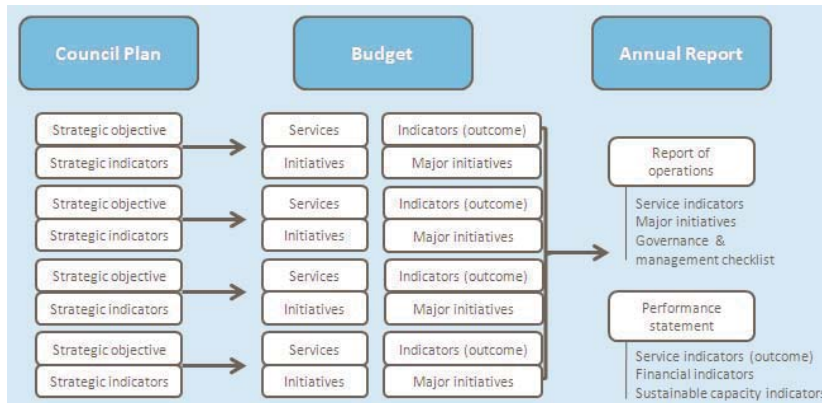 Council Plan
Budget
Annual Report
Strategic objective
Strategic indicators
Services
Initiatives
Indicators (outcome)
Major initiatives
Strategic objective
Strategic indicators
Services
Initiatives
Indicators (outcome)
Major initiatives
Strategic objective
Strategic indicators
Services
Initiatives
Indicators (outcome)
Major initiatives
Strategic objective
Strategic indicators
Services
Initiatives
Indicators (outcome)
Major initiatives
Report of
operations
Service indicators
Major initiatives
Governance &
management checklist
Performance
statement
Service indicators (outcome)
Financial indicators
Sustainable capacity indicators